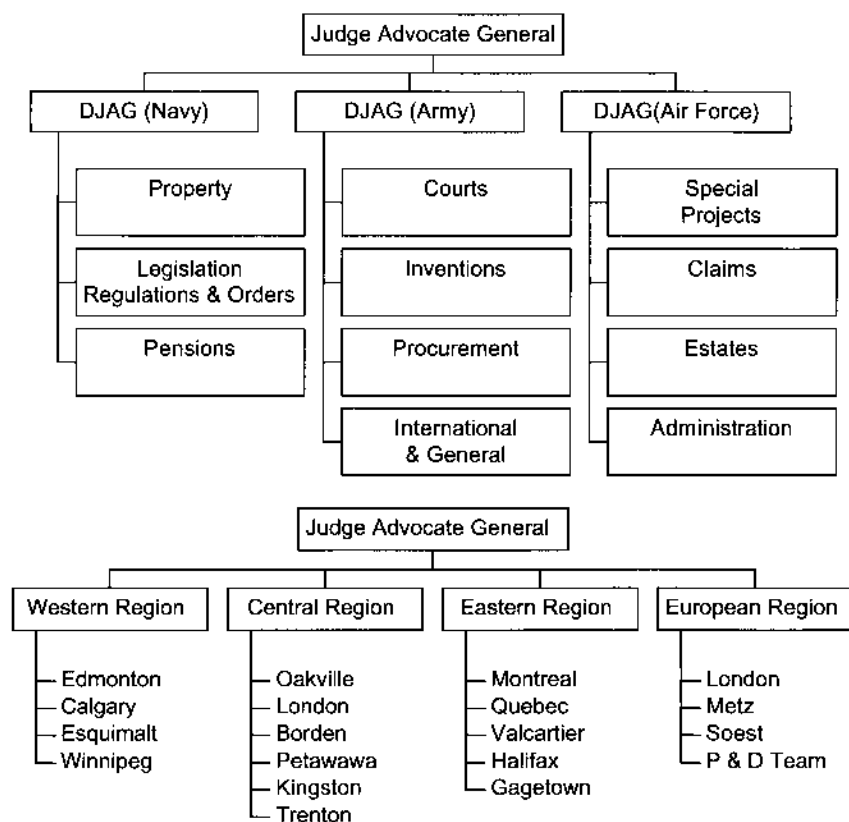 Judge Advocate General
DJAG (Navy)
DJAG (Army)
DJAG(Air Force)
Property
Legislation
Regulations & Orders
Pensions
Courts
Inventions
Procurement
International
& General
Special
Projects
Claims
Estates
Administration
Judge Advocate General
Western Region
Central Region
Eastern Region
European Region
Edmonton
Calgary
Esquimalt
Winnipeg
Oakville
London
Borden
Petawawa
Kingston
Trenton
Montreal
Quebec
Valcartier
Halifax
Gagetown
London
Metz
Soest
P & D Team